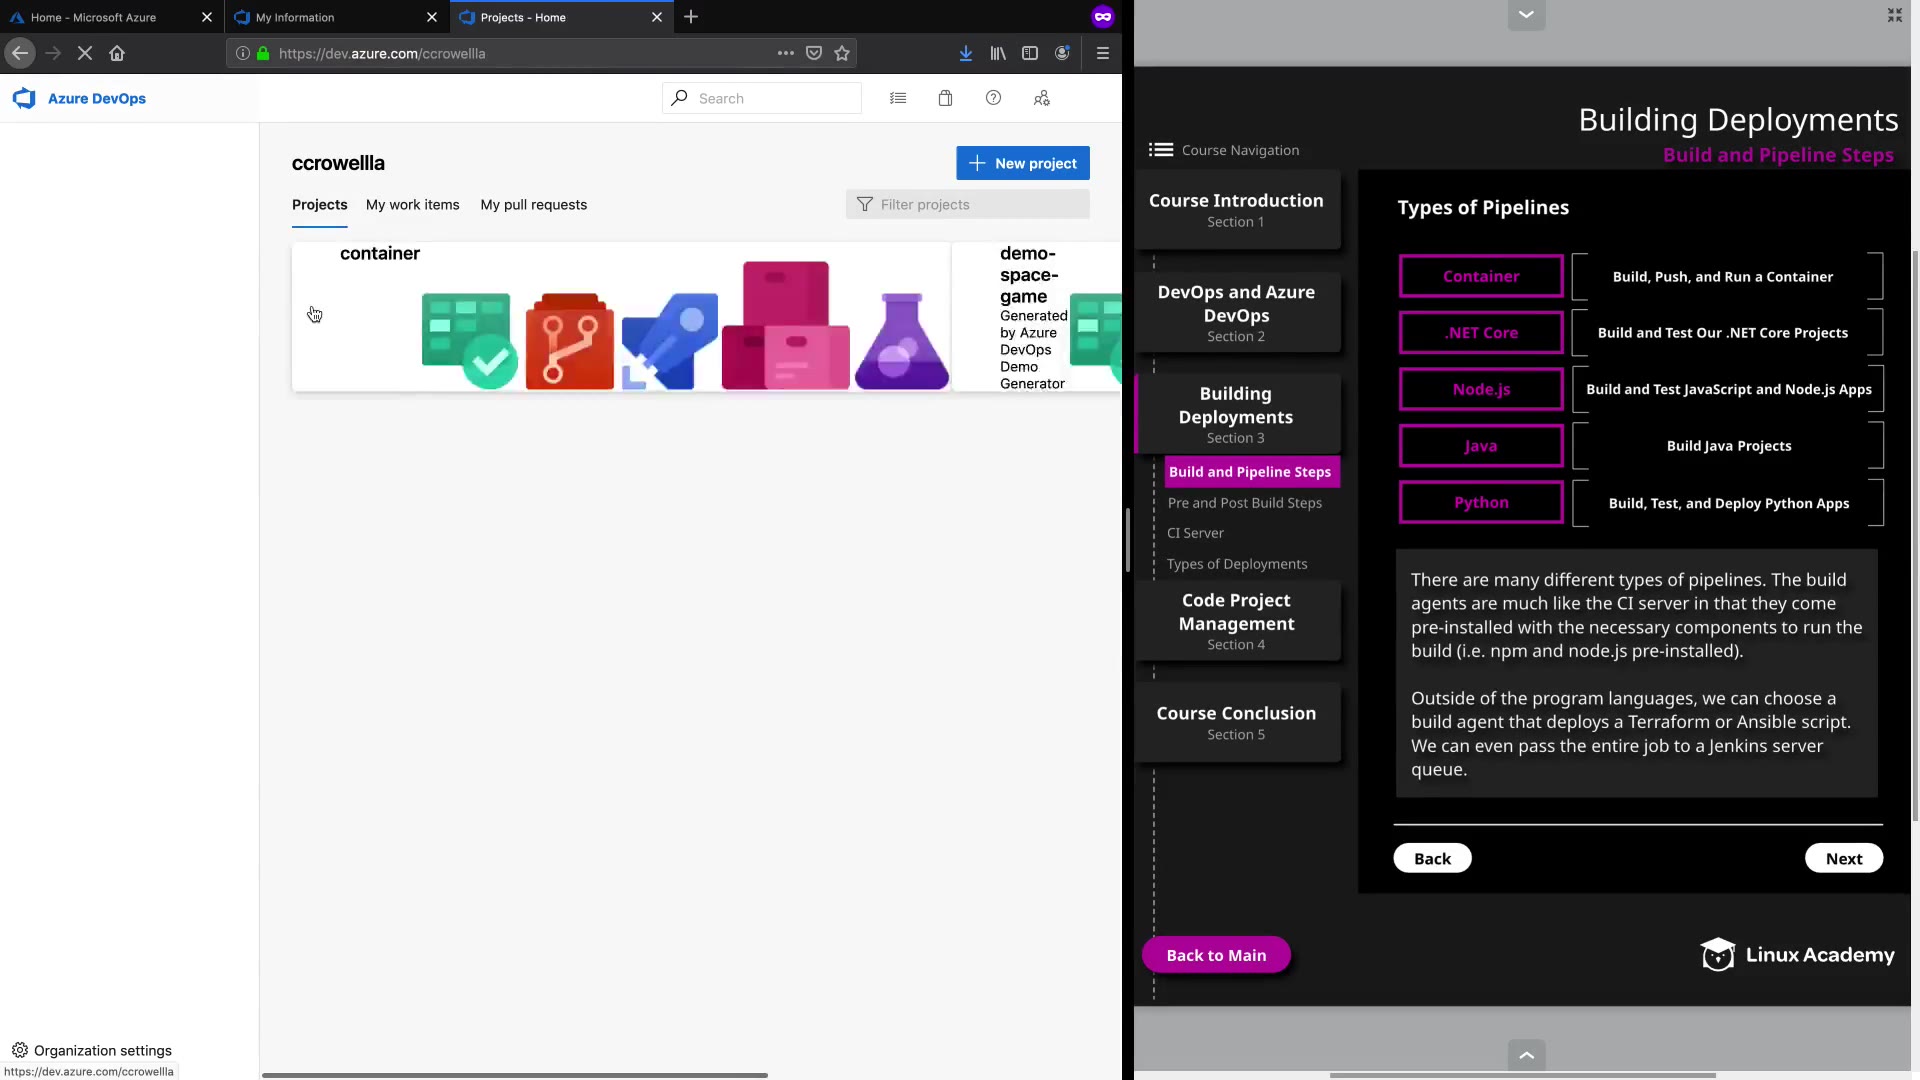 Home - Microsoft Azure
My Information
Projects - Home
https://dev.azure.com/ccrowellla
Azure DevOps
Search
ccrowellla
New project
Projects
My work items
My pull requests
Filter projects
container
demo-
space-
game
Generated
by Azure
DevOps
Demo
Generator
Organization settings
https://dev.azure.com/ccrowellla
Building Deployments
Build and Pipeline Steps
Course Navigation
Course Introduction
Section 1
DevOps and Azure
DevOps
Section 2
Building
Deployments
Section 3
Build and Pipeline Steps
Pre and Post Build Steps
CI Server
Types of Deployments
Code Project
Management
Section 4
Course Conclusion
Section 5
Back to Main
Types of Pipelines
Container
Build, Push, and Run a Container
.NET Core
Build and Test Our .NET Core Projects
Node.js
Build and Test JavaScript and Node.js Apps
Java
Build Java Projects
Python
Build, Test, and Deploy Python Apps
There are many different types of pipelines. The build
agents are much like the CI server in that they come
pre-installed with the necessary components to run the
build (i.e. npm and node.js pre-installed).
Outside of the program languages, we can choose a
build agent that deploys a Terraform or Ansible script.
We can even pass the entire job to a Jenkins server
queue.
Back
Next
Linux Academy